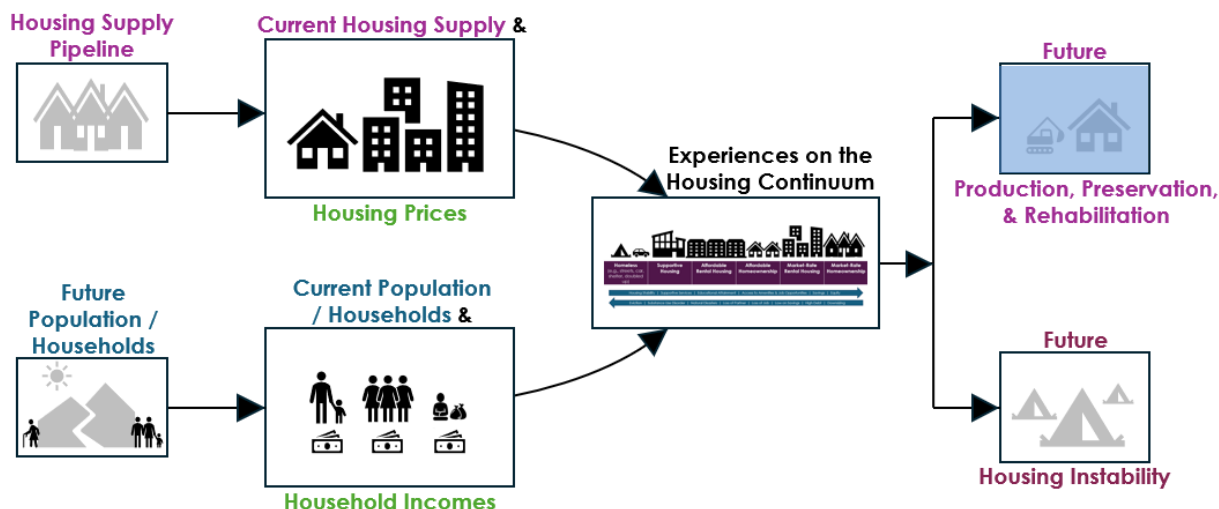 Housing Supply
Pipeline
Current Housing Supply &
Housing Prices
Future
Population /
Households
Current Population
/ Households &
Household Incomes
Experiences on the
Housing Continuum
Homeless
Supportive
Housing
Affordable
Rental Housing
Affordable
Homeownership
Market-Rate
Rental Housing
Market-Rate
Homeownership
Future
Production, Preservation,
& Rehabilitation
Future
Housing Instability